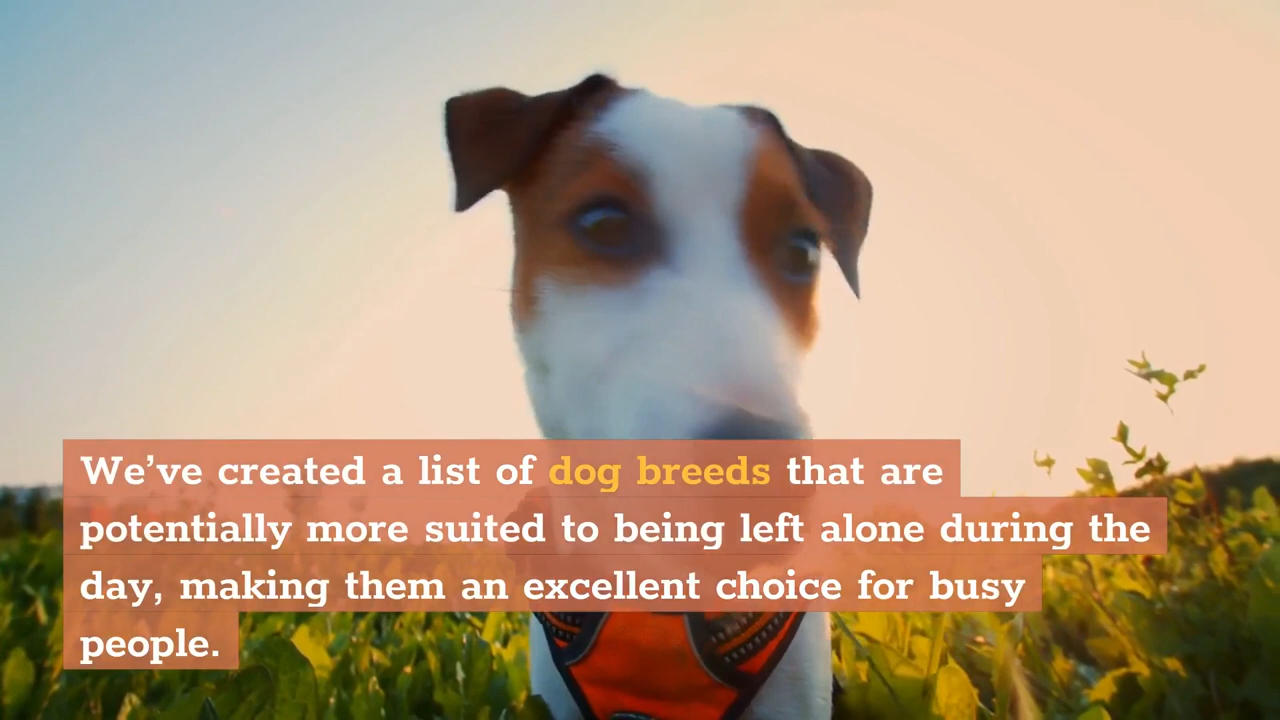 We’ve created a list of dog breeds that are
potentially more suited to being left alone during the
day, making them an excellent choice for busy
people.